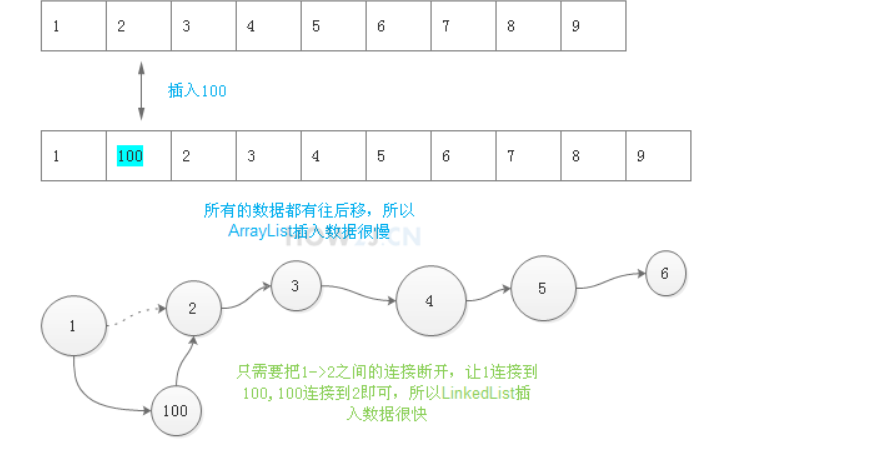 1 2 3 4 5 6 7 8 9
插入100
1 100 2 3 4 5 6 7 8 9
所有的数据都有往后移，所以
ArrayList插入数据很慢
HOW2J.CN
1 2 3 4 5 6
100
只需要把1->2之间的连接断开，让1连接到
100,100连接到2即可，所以LinkedList插
入数据很快